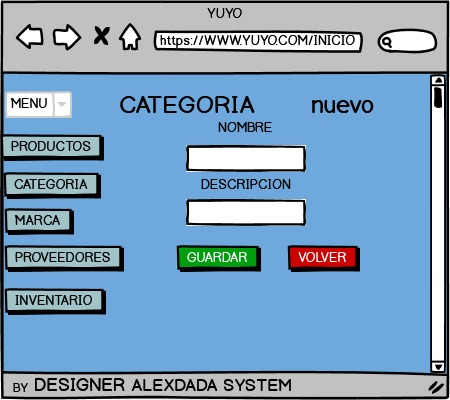 YUYO
https://WWW.YUYO.COM/INICIO
MENU
CATEGORIA nuevo
NOMBRE
PRODUCTOS
DESCRIPCION
CATEGORIA
MARCA
PROVEEDORES
GUARDAR VOLVER
INVENTARIO
BY DESIGNER ALEXDADA SYSTEM